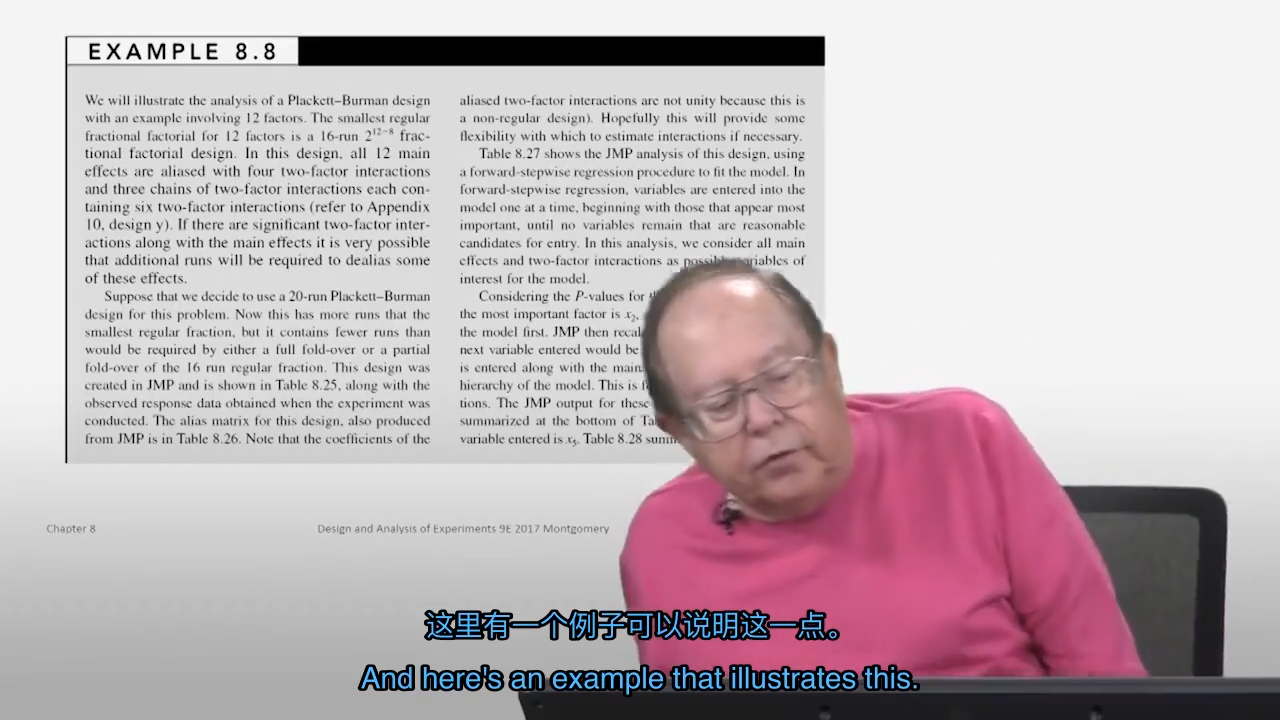 EXAMPLE 8.8
We will illustrate the analysis of a Plackett–Burman design
with an example involving 12 factors. The smallest regular
fractional factorial for 12 factors is a 16-run 2¹²⁻⁸ frac-
tional factorial design. In this design, all 12 main
effects are aliased with four two-factor interactions
and three chains of two-factor interactions each con-
taining six two-factor interactions (refer to Appendix
10, design y). If there are significant two-factor inter-
actions along with the main effects it is very possible
that additional runs will be required to dealias some
of these effects.
Suppose that we decide to use a 20-run Plackett–Burman
design for this problem. Now this has more runs that the
smallest regular fraction, but it contains fewer runs than
would be required by either a full fold-over or a partial
fold-over of the 16 run regular fraction. This design was
created in JMP and is shown in Table 8.25, along with the
observed response data obtained when the experiment was
conducted. The alias matrix for this design, also produced
from JMP is in Table 8.26. Note that the coefficients of the
aliased two-factor interactions are not unity because this is
a non-regular design). Hopefully this will provide some
flexibility with which to estimate interactions if necessary.
Table 8.27 shows the JMP analysis of this design, using
a forward-stepwise regression procedure to fit the model. In
forward-stepwise regression, variables are entered into the
model one at a time, beginning with those that appear most
important, until no variables remain that are reasonable
candidates for entry. In this analysis, we consider all main
effects and two-factor interactions as of
interest for the model.
Considering the P-values for
the most important factor is x₂,
the model first. JMP then
next variable entered would be
is entered along with the main
hierarchy of the model. This is
tions. The JMP output for these
summarized at the bottom of
variable entered is x₅. Table 8.28
Chapter 8
Design and Analysis of Experiments 9E 2017 Montgomery
这里有一个例子可以说明这一点。
And here's an example that illustrates this.